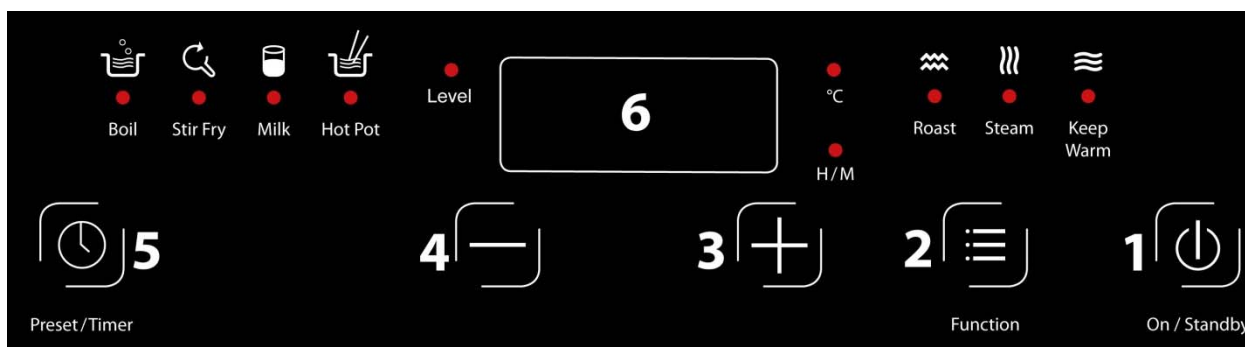 Boil
Stir Fry
Milk
Hot Pot
Level
6
°C
H/M
Roast
Steam
Keep
Warm
5
4
3
2
1
Preset/Timer
Function
On / Standby